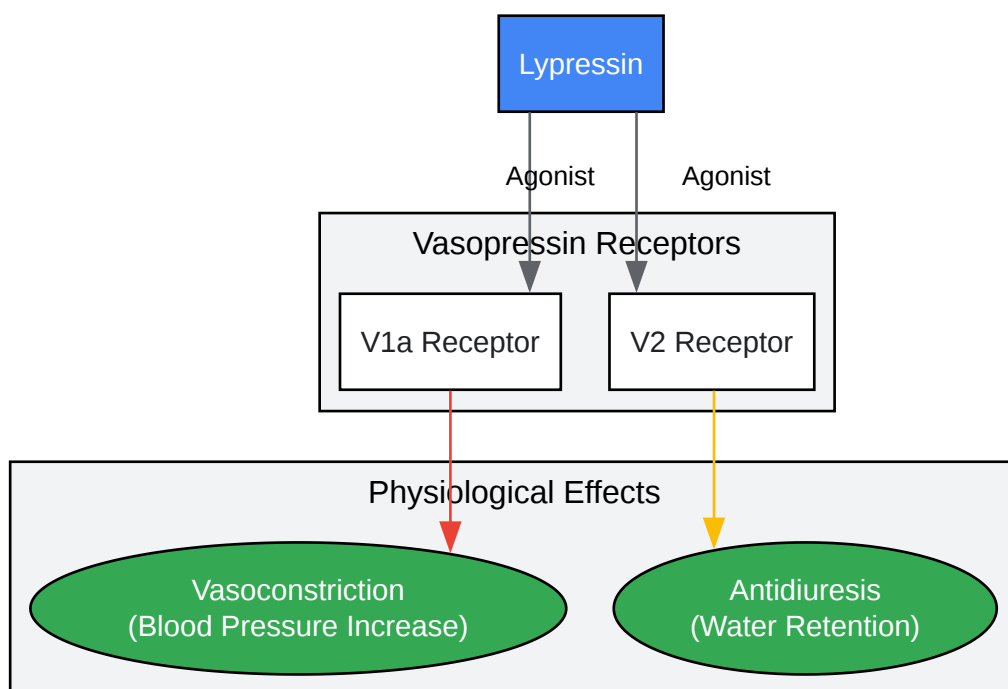 Lypressin
Agonist
Agonist
Vasopressin Receptors
V1a Receptor
V2 Receptor
Physiological Effects
Vasoconstriction
(Blood Pressure Increase)
Antidiuresis
(Water Retention)